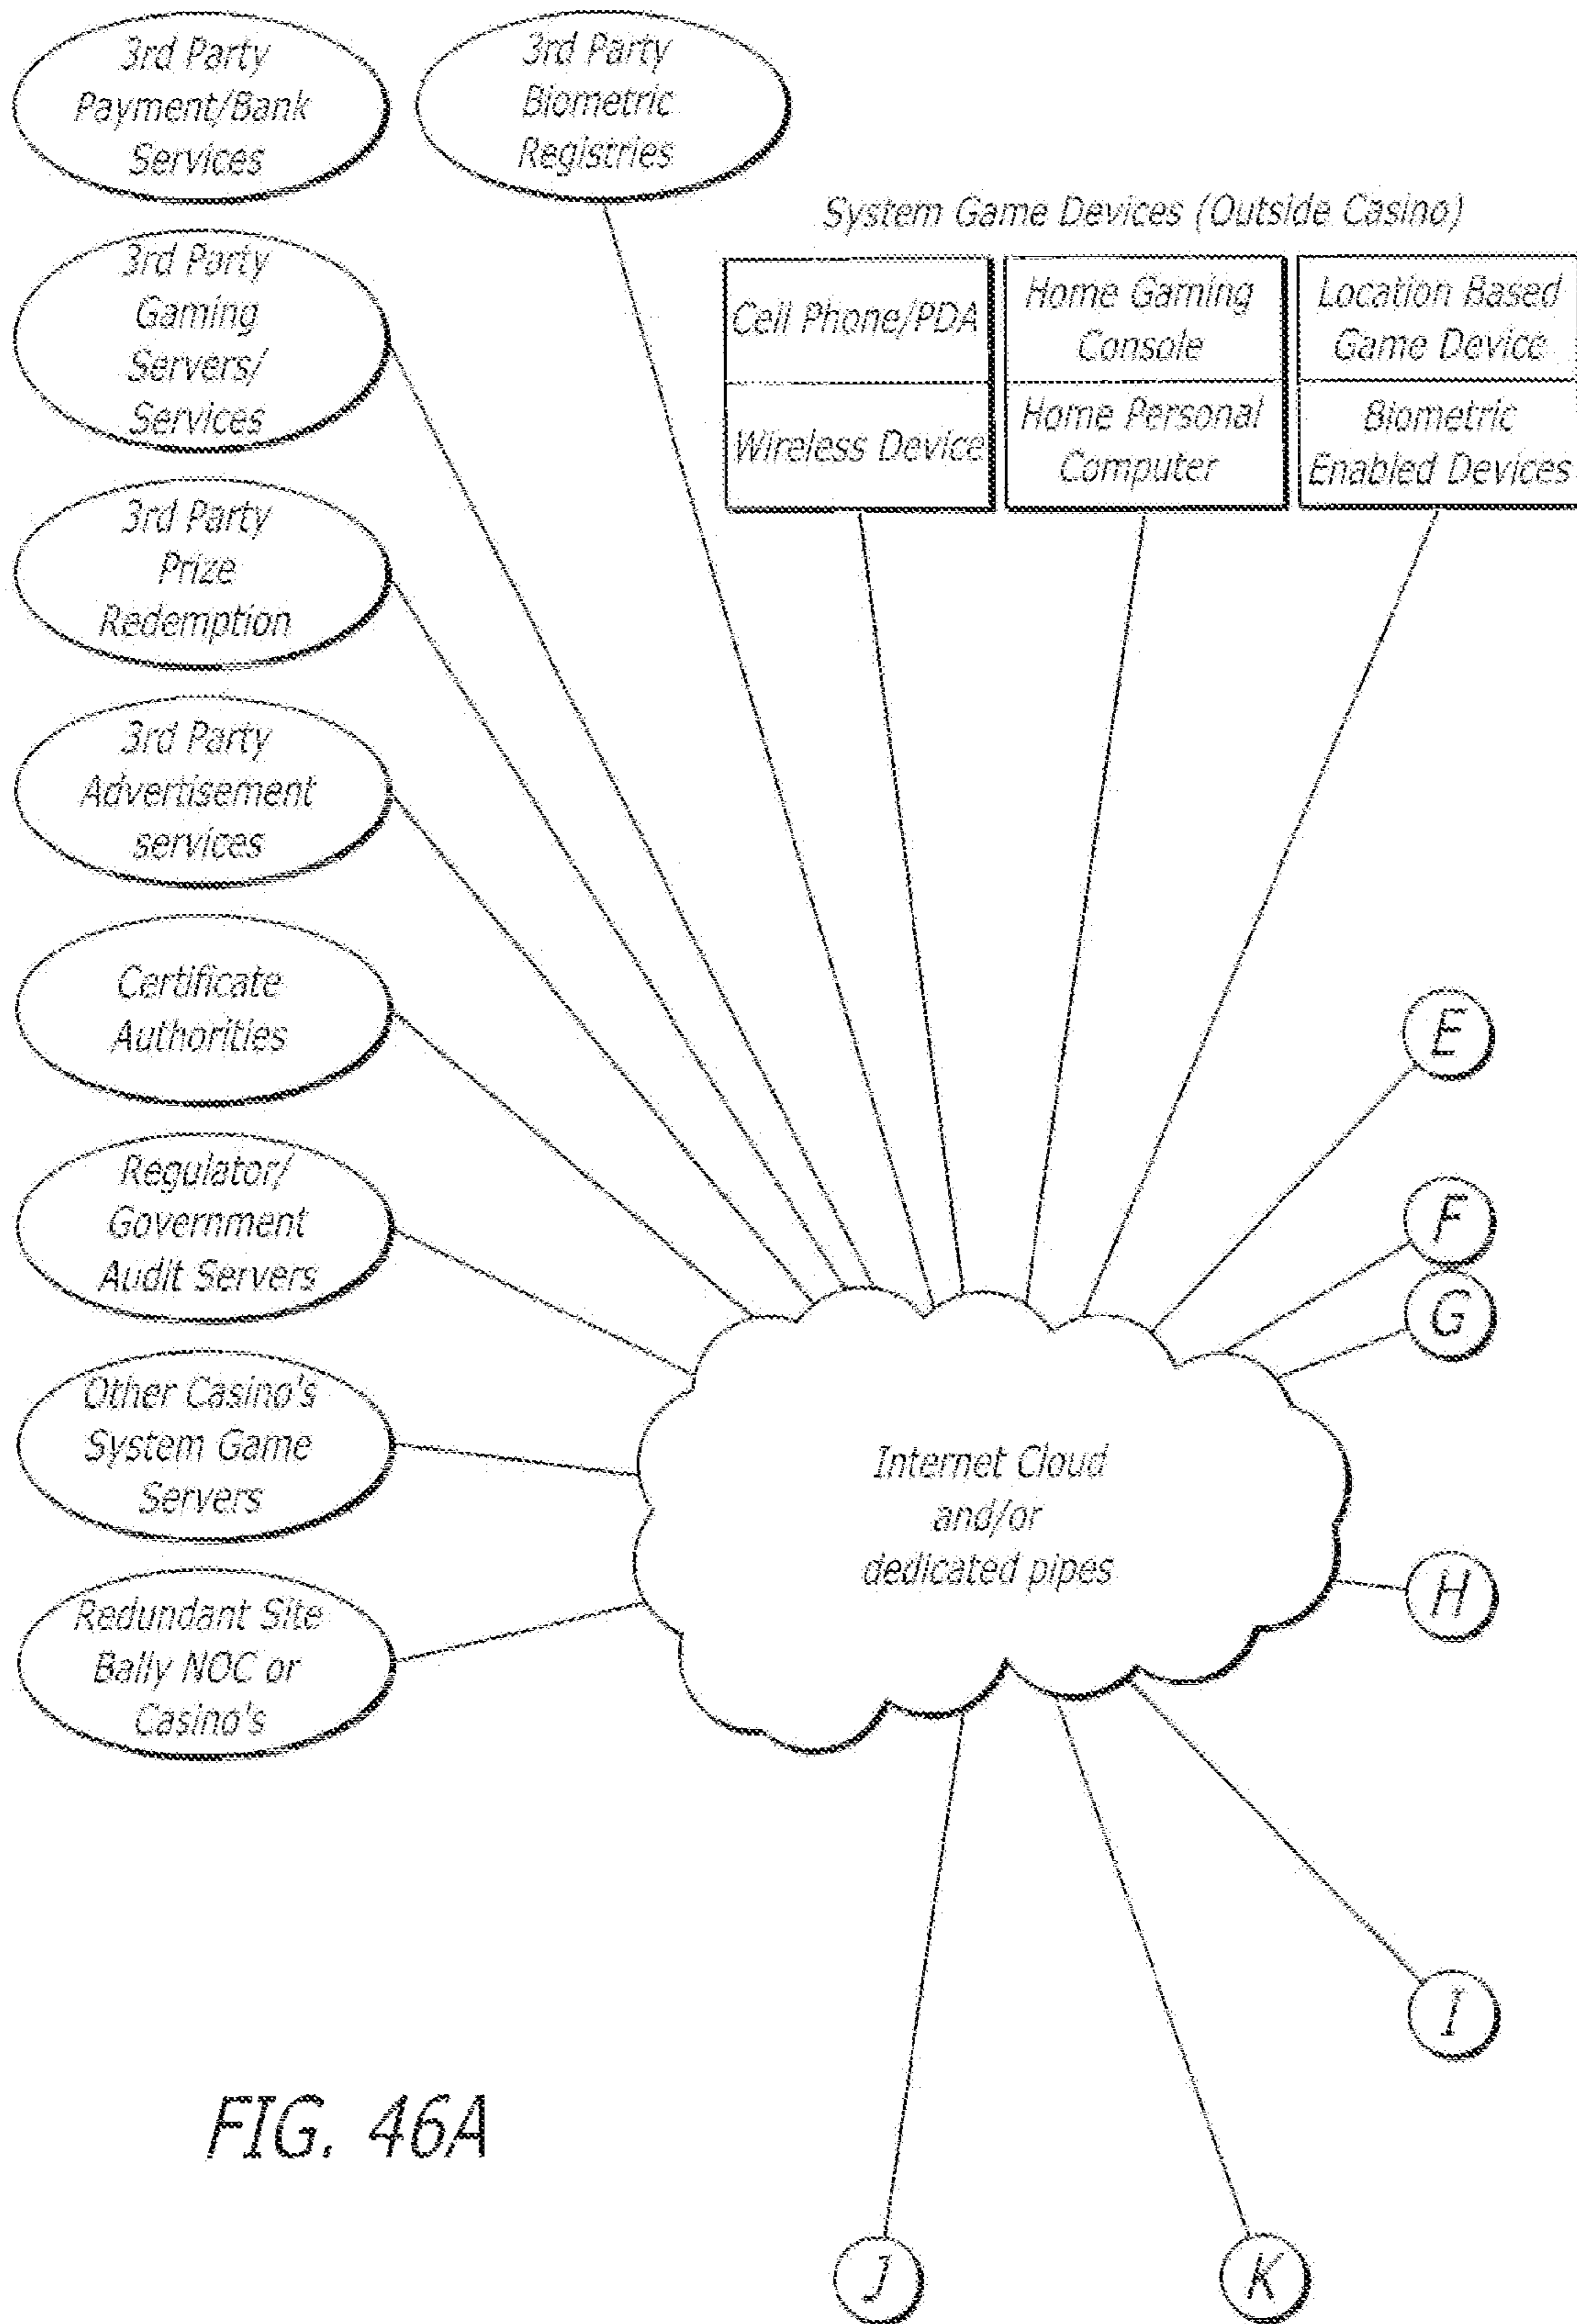 3rd Party
Payment/Bank
Services
3rd Party
Biometric
Registries
System Game Devices (Outside Casino)
Cell Phone/PDA
Wireless Device
Home Gaming
Console
Home Personal
Computer
Location Based
Game Device
Biometric
Enabled Devices
3rd Party
Gaming
Servers/
Services
3rd Party
Prize
Redemption
3rd Party
Advertisement
services
Certificate
Authorities
Regulator/
Government
Audit Servers
Other Casino's
System Game
Servers
Redundant Site
Bally NOC or
Casino's
Internet Cloud
and/or
dedicated pipes
E
F
G
H
I
J
K
FIG. 46A